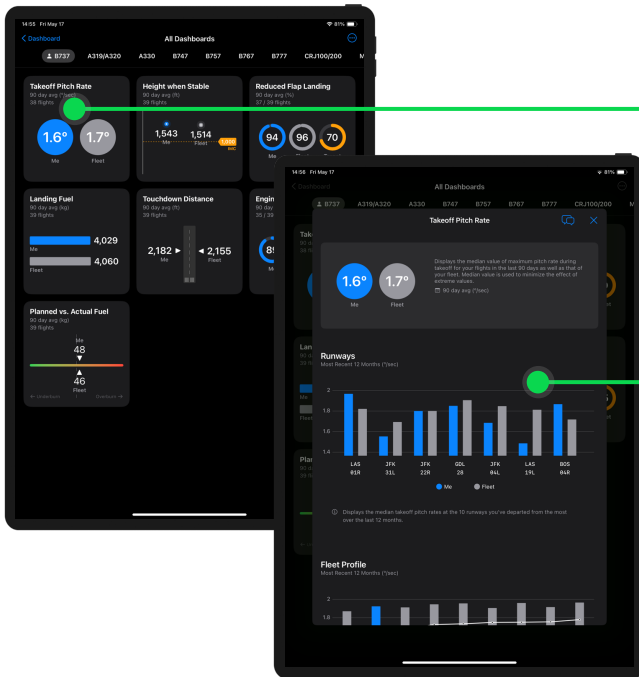 14:55 Fri May 17
81%
< Dashboard
All Dashboards
B737 A319/A320 A330 B747 B757 B767 B777 CRJ100/200 M
Takeoff Pitch Rate
90 day avg (°/sec)
38 flights
1.6°
Me
1.7°
Fleet
Height when Stable
90 day avg (ft)
39 flights
1,543
Me
1,514
Fleet
Reduced Flap Landing
90 day avg (%)
37 / 39 flights
94
96
70
Me
Landing Fuel
90 day avg (kg)
39 flights
4,029
Me
4,060
Fleet
Touchdown Distance
90 day avg (ft)
39 flights
2,182
Me
2,155
Fleet
Engin
90 day
35 / 39
Planned vs. Actual Fuel
90 day avg (kg)
39 flights
Me
48
46
Fleet
← Underburn
Overburn →
14:56 Fri May 17
81%
< Dashboard
All Dashboards
B737 A319/A320 A330 B747 B757 B767 B777 CRJ100/200 M
Takeoff Pitch Rate
1.6°
Me
1.7°
Fleet
Displays the median value of maximum pitch rate during
takeoff for your flights in the last 90 days as well as that of
your fleet. Median value is used to minimize the effect of
extreme values.
90 day avg (°/sec)
Runways
Most Recent 12 Months (°/sec)
2
1.8
1.6
1.4
LAS JFK JFK GDL JFK LAS BOS
01R 31L 22R 28 04L 19L 04R
Me Fleet
Displays the median takeoff pitch rates at the 10 runways you've departed from the most
over the last 12 months.
Fleet Profile
Most Recent 12 Months (°/sec)
2
1.8